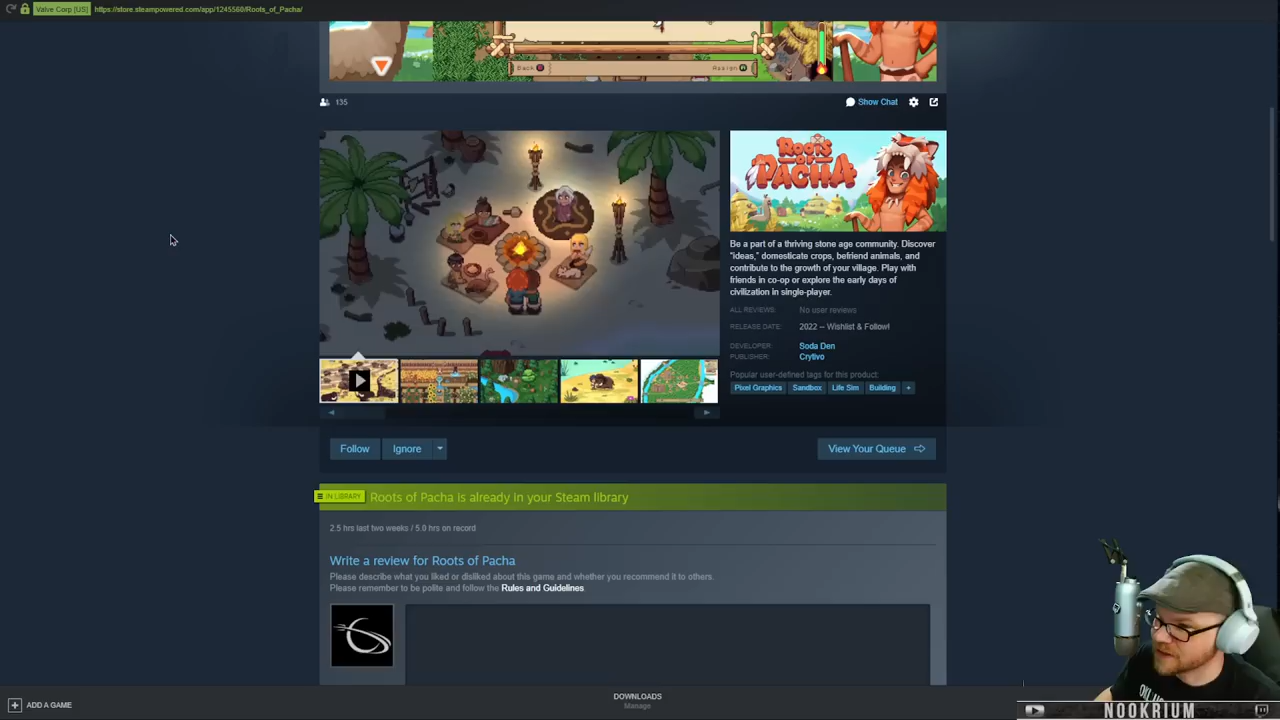 Valve Corp [US] https://store.steampowered.com/app/1245560/Roots_of_Pacha/
Back
Assign
135
Show Chat
ROOTS OF PACHA
Be a part of a thriving stone age community. Discover
"ideas," domesticate crops, befriend animals, and
contribute to the growth of your village. Play with
friends in co-op or explore the early days of
civilization in single-player.
ALL REVIEWS: No user reviews
RELEASE DATE: 2022 -- Wishlist & Follow!
DEVELOPER: Soda Den
PUBLISHER: Crytivo
Popular user-defined tags for this product:
Pixel Graphics Sandbox Life Sim Building +
Follow Ignore View Your Queue
IN LIBRARY Roots of Pacha is already in your Steam library
2.5 hrs last two weeks / 5.0 hrs on record
Write a review for Roots of Pacha
Please describe what you liked or disliked about this game and whether you recommend it to others.
Please remember to be polite and follow the Rules and Guidelines.
DOWNLOADS
Manage
+ ADD A GAME
NOOKRIUM